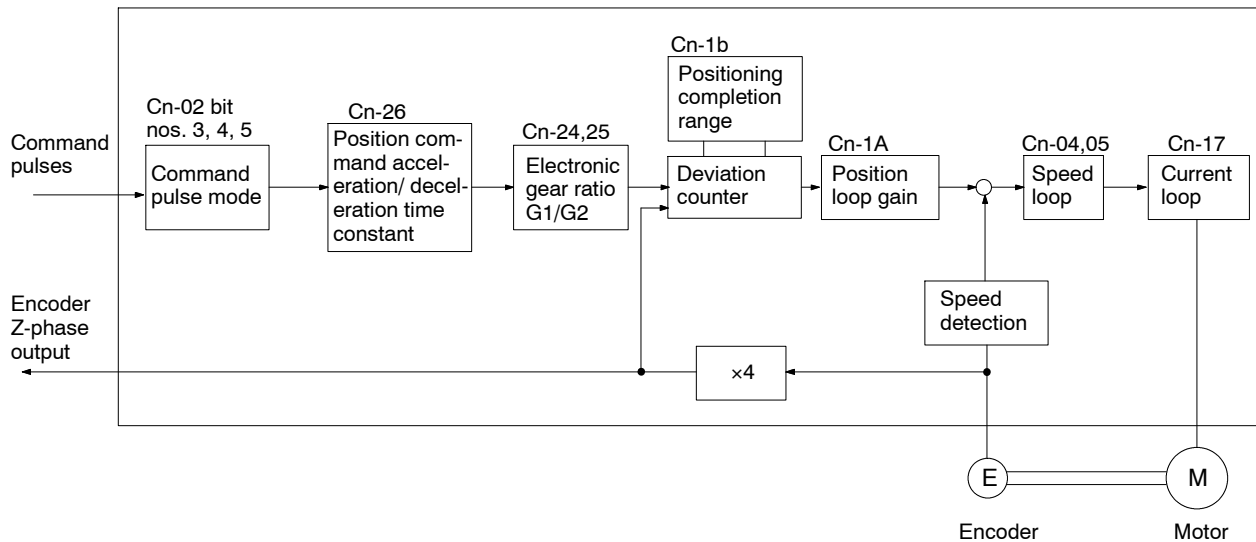 Cn-1b
Positioning
completion
range
Cn-02 bit
nos. 3, 4, 5
Cn-26
Cn-24,25
Cn-1A
Cn-04,05
Cn-17
Command
pulses
Command
pulse mode
Position com-
mand accel-
eration/ decel-
eration time
constant
Electronic
gear ratio
G1/G2
Deviation
counter
Position
loop gain
Speed
loop
Current
loop
Encoder
Z-phase
output
Speed
detection
×4
E
M
Encoder
Motor